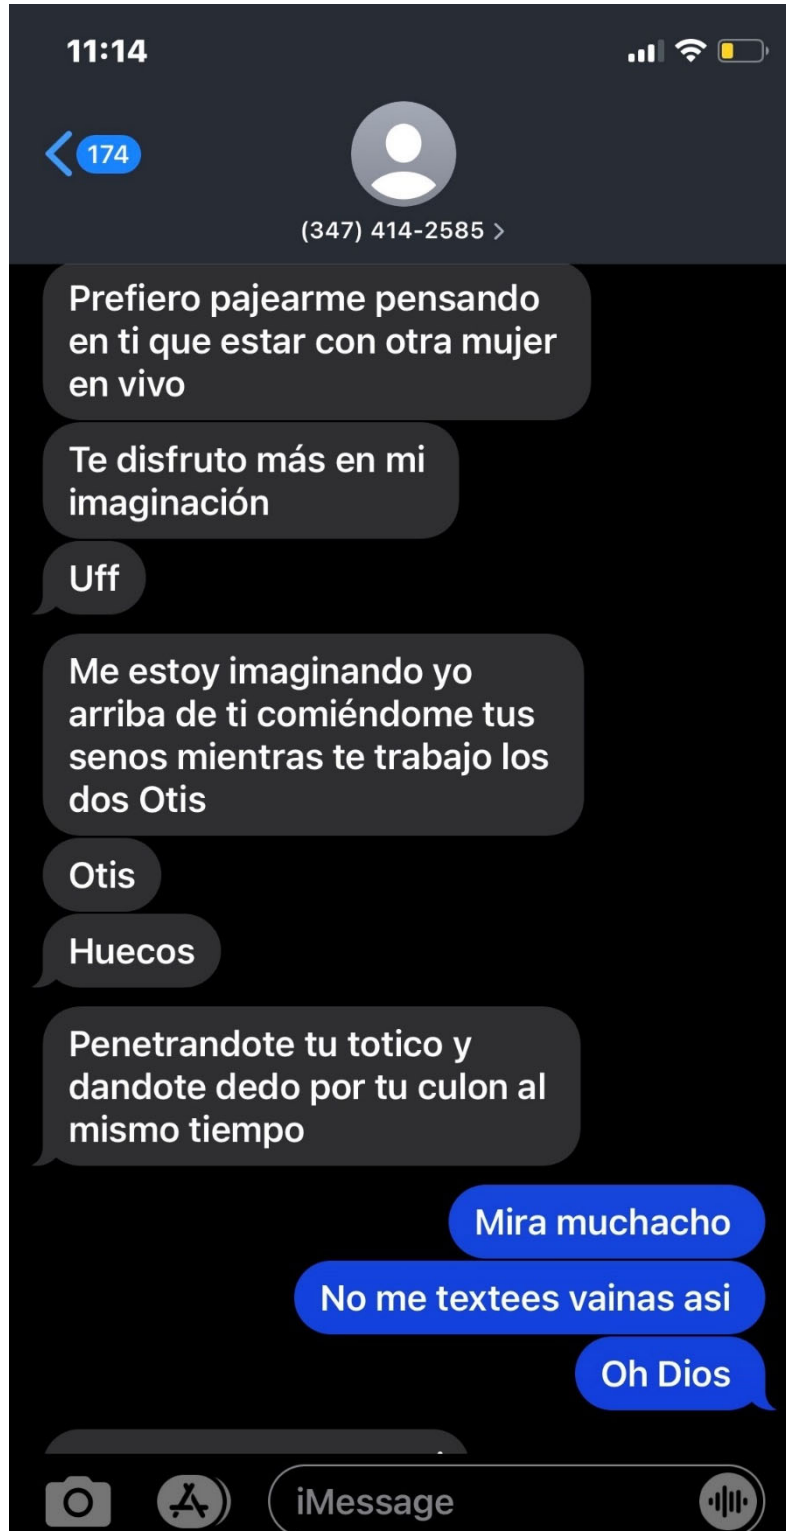 11:14
174
(347) 414-2585 >
Prefiero pajearme pensando
en ti que estar con otra mujer
en vivo
Te disfruto más en mi
imaginación
Uff
Me estoy imaginando yo
arriba de ti comiéndome tus
senos mientras te trabajo los
dos Otis
Otis
Huecos
Penetrandote tu totico y
dandote dedo por tu culon al
mismo tiempo
Mira muchacho
No me textees vainas asi
Oh Dios
iMessage